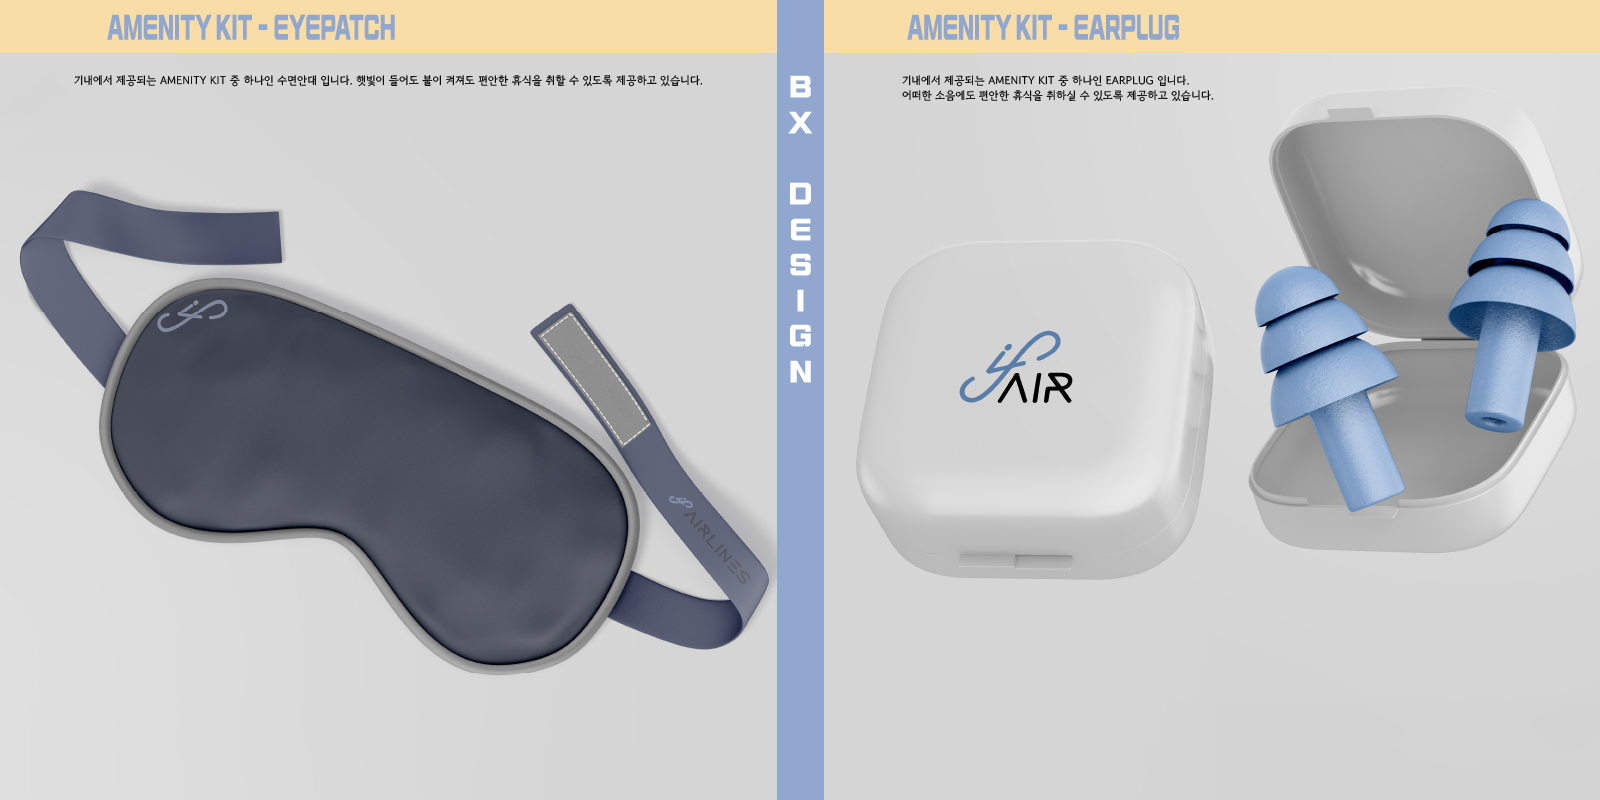 AMENITY KIT - EYEPATCH
기내에서 제공되는 AMENITY KIT 중 하나인 수면안대 입니다. 햇빛이 들어도 불이 켜져도 편안한 휴식을 취할 수 있도록 제공하고 있습니다.
if
if AIRLINES
BX DESIGN
AMENITY KIT - EARPLUG
기내에서 제공되는 AMENITY KIT 중 하나인 EARPLUG 입니다.
어떠한 소음에도 편안한 휴식을 취하실 수 있도록 제공하고 있습니다.
if AIR